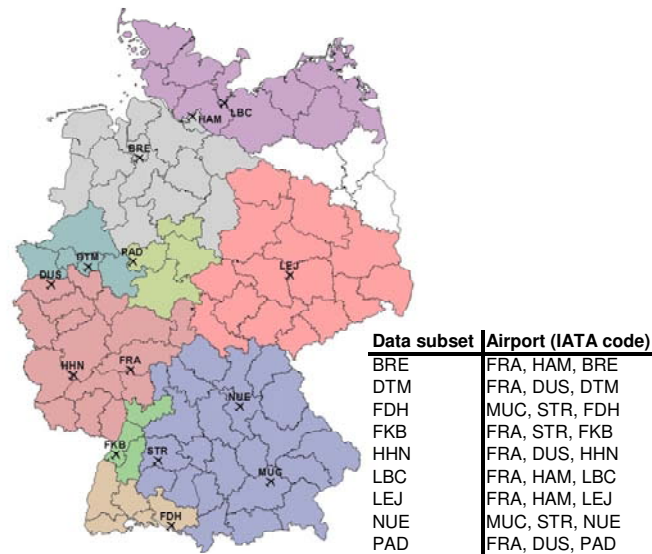 HAM
LBC
BRE
PAD
DTM
DUS
LEJ
HHN
FRA
NUE
FKB
STR
MUC
FDH
Data subset Airport (IATA code)
BRE FRA, HAM, BRE
DTM FRA, DUS, DTM
FDH MUC, STR, FDH
FKB FRA, STR, FKB
HHN FRA, DUS, HHN
LBC FRA, HAM, LBC
LEJ FRA, HAM, LEJ
NUE MUC, STR, NUE
PAD FRA, DUS, PAD